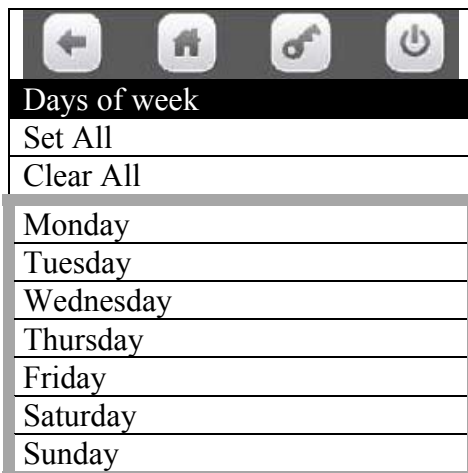 Days of week
Set All
Clear All
Monday
Tuesday
Wednesday
Thursday
Friday
Saturday
Sunday